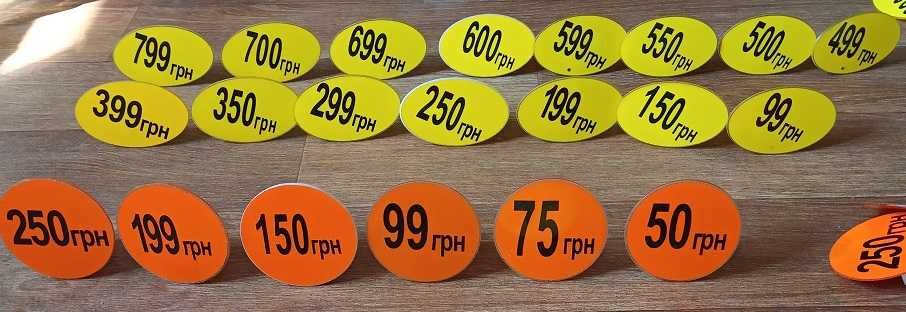 799грн 700грн 699грн 600грн 599грн 550грн 500грн 499грн
399грн 350грн 299грн 250грн 199грн 150грн 99грн
250грн 199грн 150грн 99грн 75грн 50грн 250грн